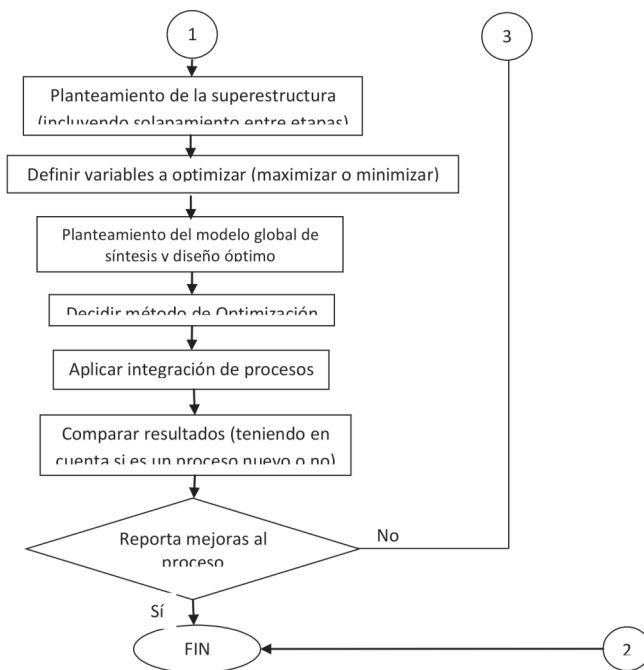 1
3
Planteamiento de la superestructura
(incluyendo solapamiento entre etapas)
Definir variables a optimizar (maximizar o minimizar)
Planteamiento del modelo global de
síntesis y diseño óptimo
Decidir método de Optimización
Aplicar integración de procesos
Comparar resultados (teniendo en
cuenta si es un proceso nuevo o no)
Reporta mejoras al
proceso
No
Sí
FIN
2